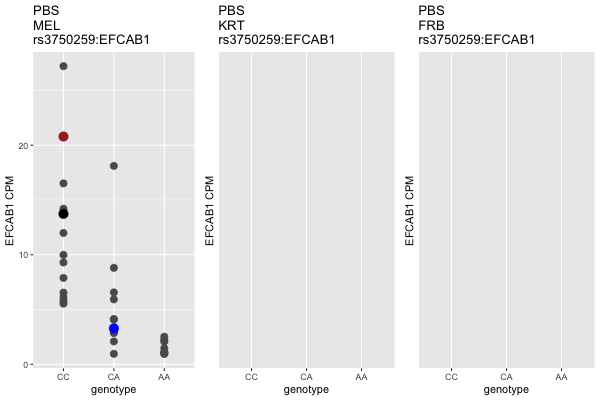 PBS
MEL
rs3750259:EFCAB1
EFCAB1 CPM
20
10
0
CC CA AA
genotype
PBS
KRT
rs3750259:EFCAB1
EFCAB1 CPM
CC CA AA
genotype
PBS
FRB
rs3750259:EFCAB1
EFCAB1 CPM
CC CA AA
genotype